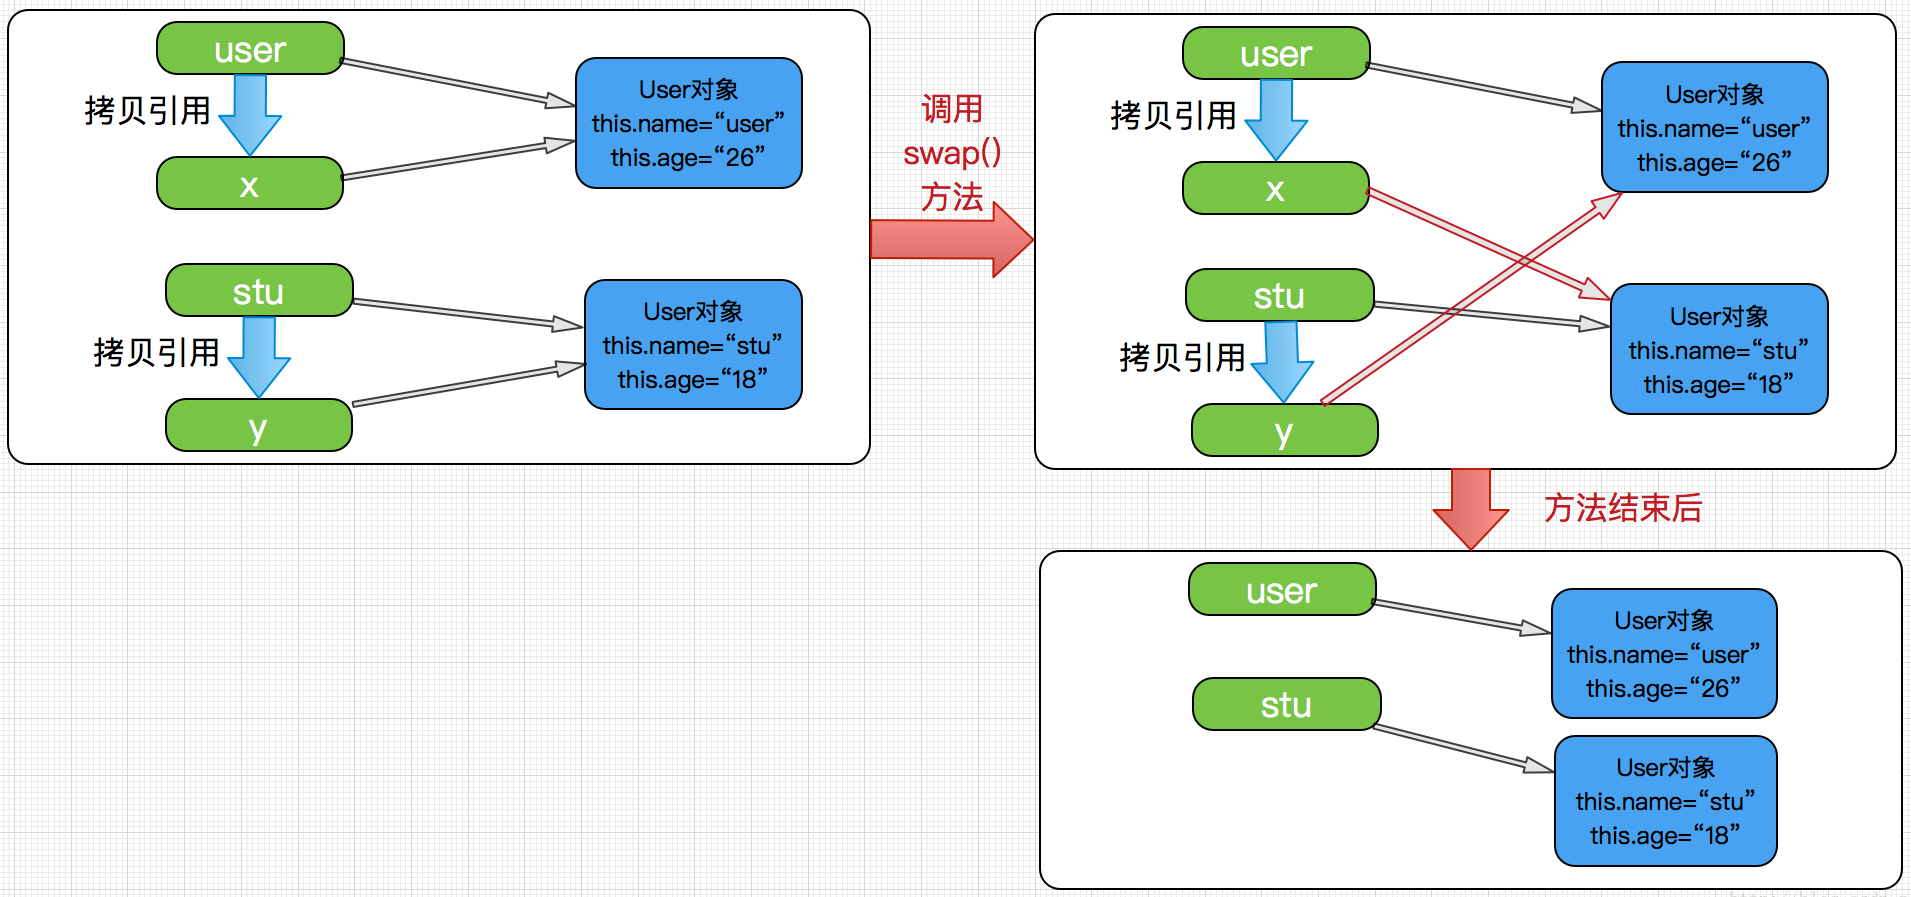 user
拷贝引用
x
User对象
this.name=“user”
this.age=“26”
stu
拷贝引用
y
User对象
this.name=“stu”
this.age=“18”
调用
swap()
方法
user
拷贝引用
x
User对象
this.name=“user”
this.age=“26”
stu
拷贝引用
y
User对象
this.name=“stu”
this.age=“18”
方法结束后
user
User对象
this.name=“user”
this.age=“26”
stu
User对象
this.name=“stu”
this.age=“18”